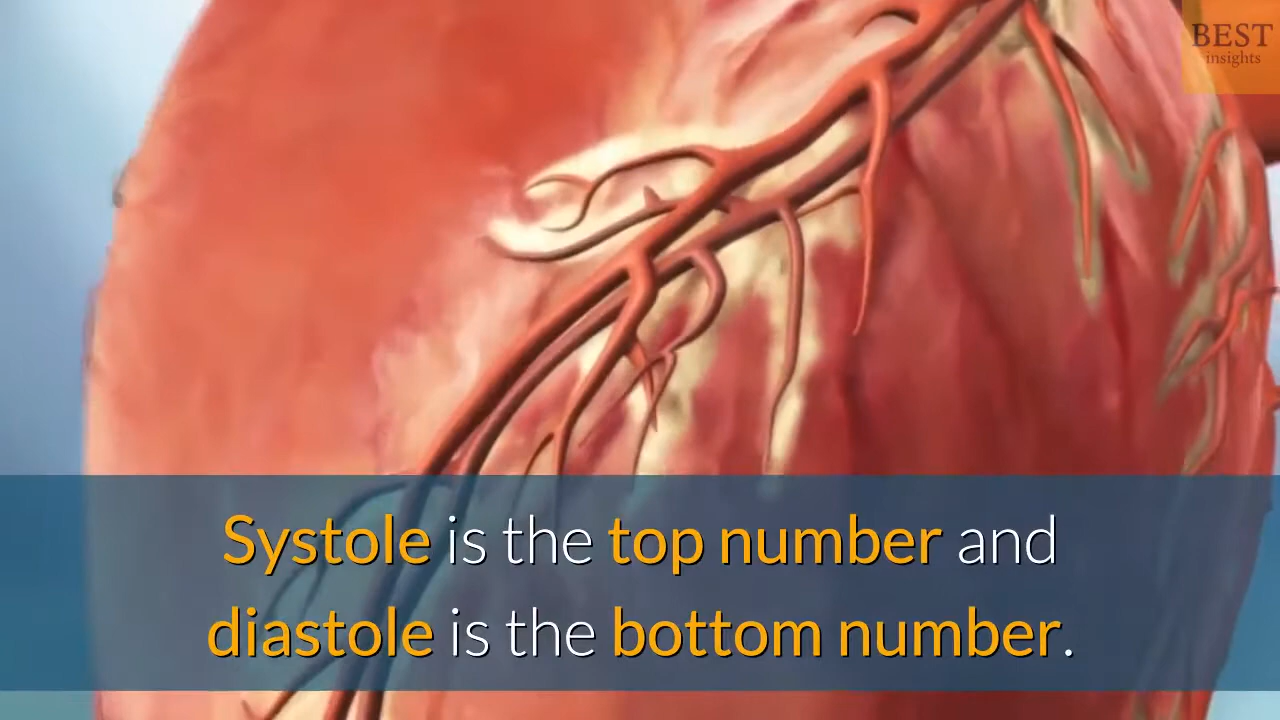 BEST
insights
Systole is the top number and
diastole is the bottom number.